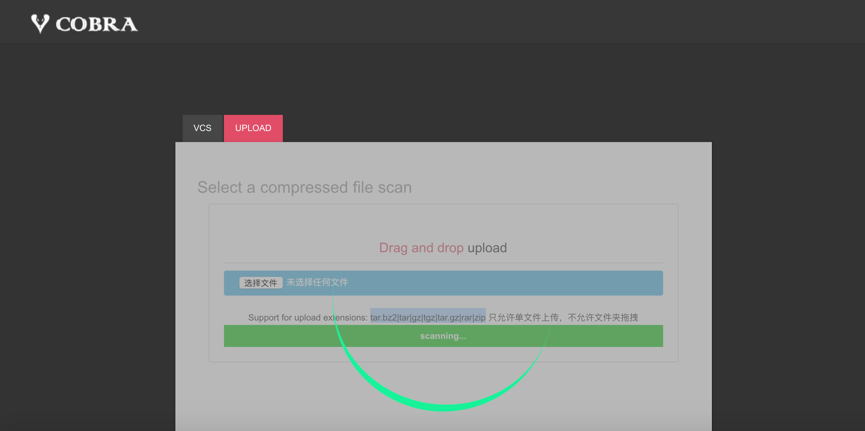 COBRA
VCS UPLOAD
Select a compressed file scan
Drag and drop upload
选择文件 未选择任何文件
Support for upload exlensions: tar.bz2|tar|gz|tgz|tar.gz|rar|zip 只允许单文件上传，不允许文件夹拖拽
scanning...